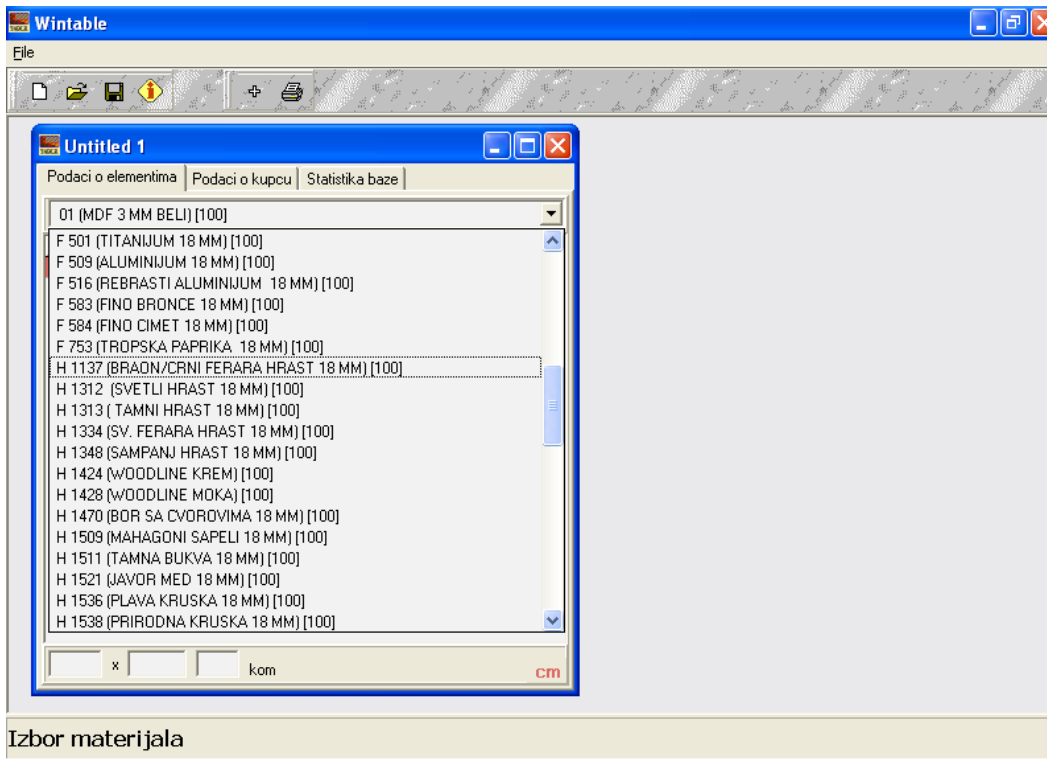 Wintable
File
Untitled 1
Podaci o elementima Podaci o kupcu Statistika baze
01 (MDF 3 MM BELI) [100]
F 501 (TITANIJUM 18 MM) [100]
F 509 (ALUMINIJUM 18 MM) [100]
F 516 (REBRASTI ALUMINIJUM  18 MM) [100]
F 583 (FINO BRONCE 18 MM) [100]
F 584 (FINO CIMET 18 MM) [100]
F 753 (TROPSKA PAPRIKA  18 MM) [100]
H 1137 (BRAON/CRNI FERARA HRAST 18 MM) [100]
H 1312  (SVETLI HRAST 18 MM) [100]
H 1313 ( TAMNI HRAST 18 MM) [100]
H 1334 (SV. FERARA HRAST 18 MM) [100]
H 1348 (SAMPANJ HRAST 18 MM) [100]
H 1424 (WOODLINE KREM) [100]
H 1428 (WOODLINE MOKA) [100]
H 1470 (BOR SA CVOROVIMA 18 MM) [100]
H 1509 (MAHAGONI SAPELI 18 MM) [100]
H 1511 (TAMNA BUKVA 18 MM) [100]
H 1521 (JAVOR MED 18 MM) [100]
H 1536 (PLAVA KRUSKA 18 MM) [100]
H 1538 (PRIRODNA KRUSKA 18 MM) [100]
x kom cm
Izbor materijala